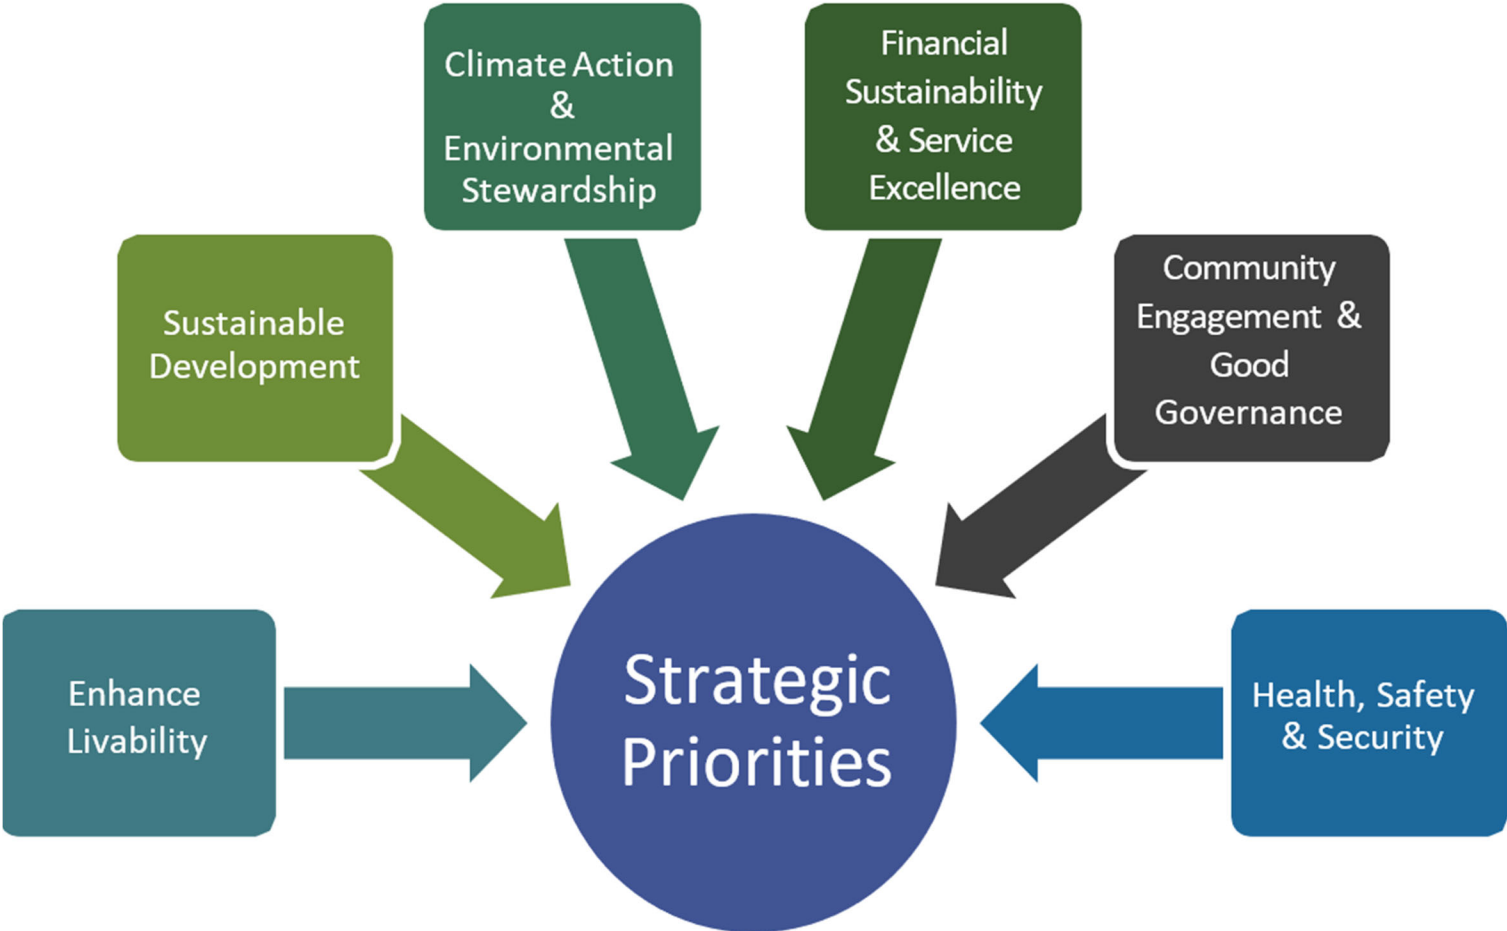 Climate Action
&
Environmental
Stewardship
Financial
Sustainability
& Service
Excellence
Sustainable
Development
Community
Engagement &
Good
Governance
Enhance
Livability
Strategic
Priorities
Health, Safety
& Security